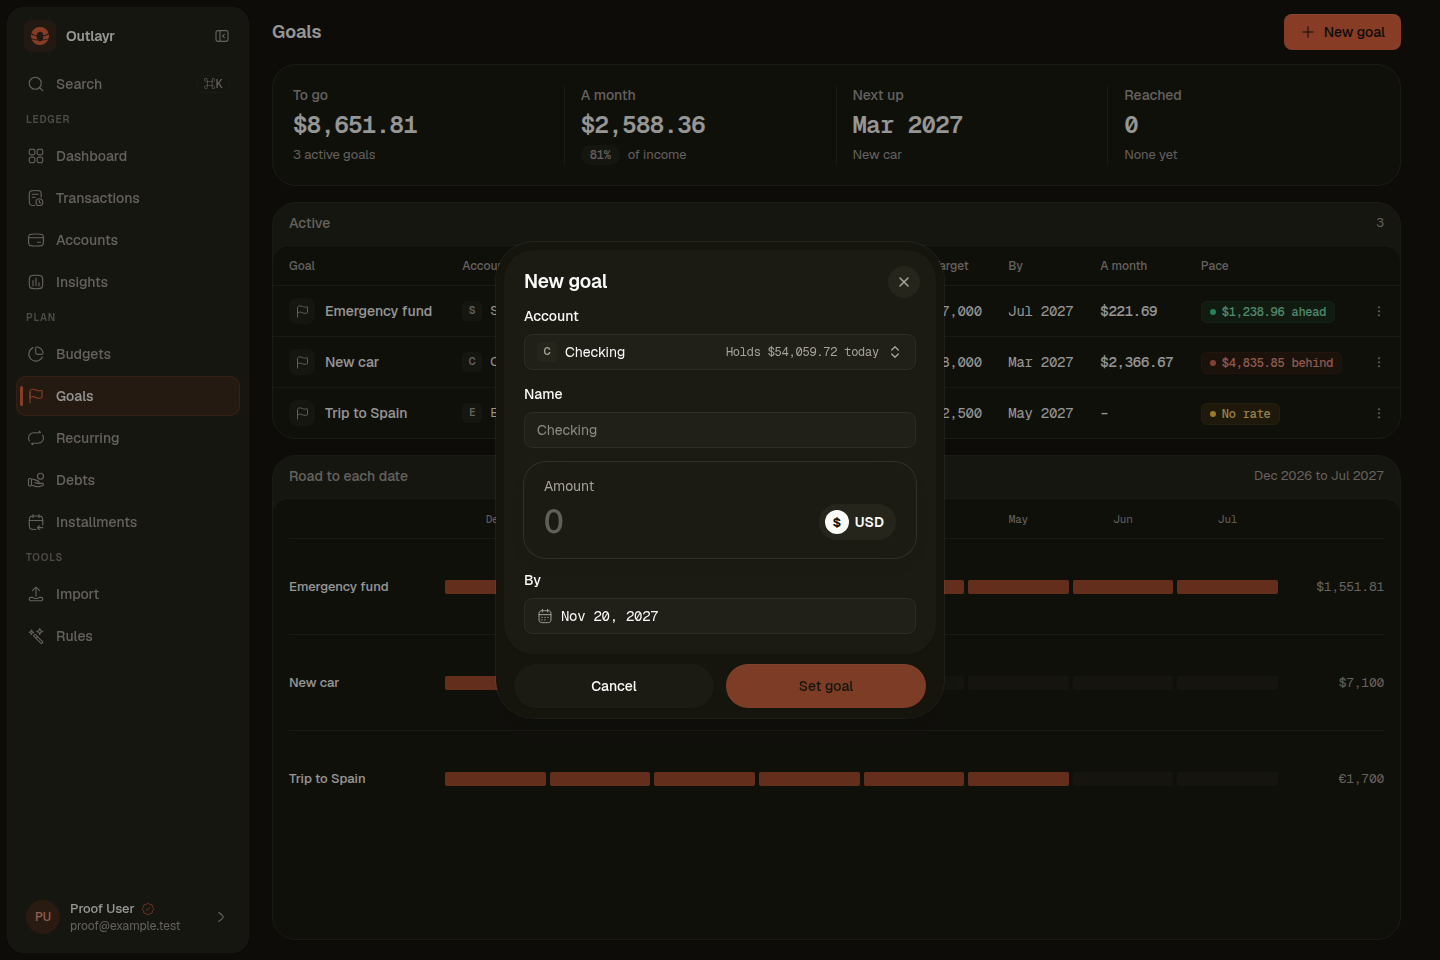 Outlayr
Search ⌘K
LEDGER
Dashboard
Transactions
Accounts
Insights
PLAN
Budgets
Goals
Recurring
Debts
Installments
TOOLS
Import
Rules
PU
Proof User
proof@example.test
Goals
New goal
To go
$8,651.81
3 active goals
A month
$2,588.36
81% of income
Next up
Mar 2027
New car
Reached
0
None yet
Active 3
Goal By A month Pace
Emergency fund S 7,000 Jul 2027 $221.69 $1,238.96 ahead
New car C 8,000 Mar 2027 $2,366.67 $4,835.85 behind
Trip to Spain E 2,500 May 2027 – No rate
Road to each date Dec 2026 to Jul 2027
May Jun Jul
Emergency fund $1,551.81
New car $7,100
Trip to Spain €1,700
New goal
Account
C Checking Holds $54,059.72 today
Name
Checking
Amount
0 $ USD
By
Nov 20, 2027
Cancel Set goal